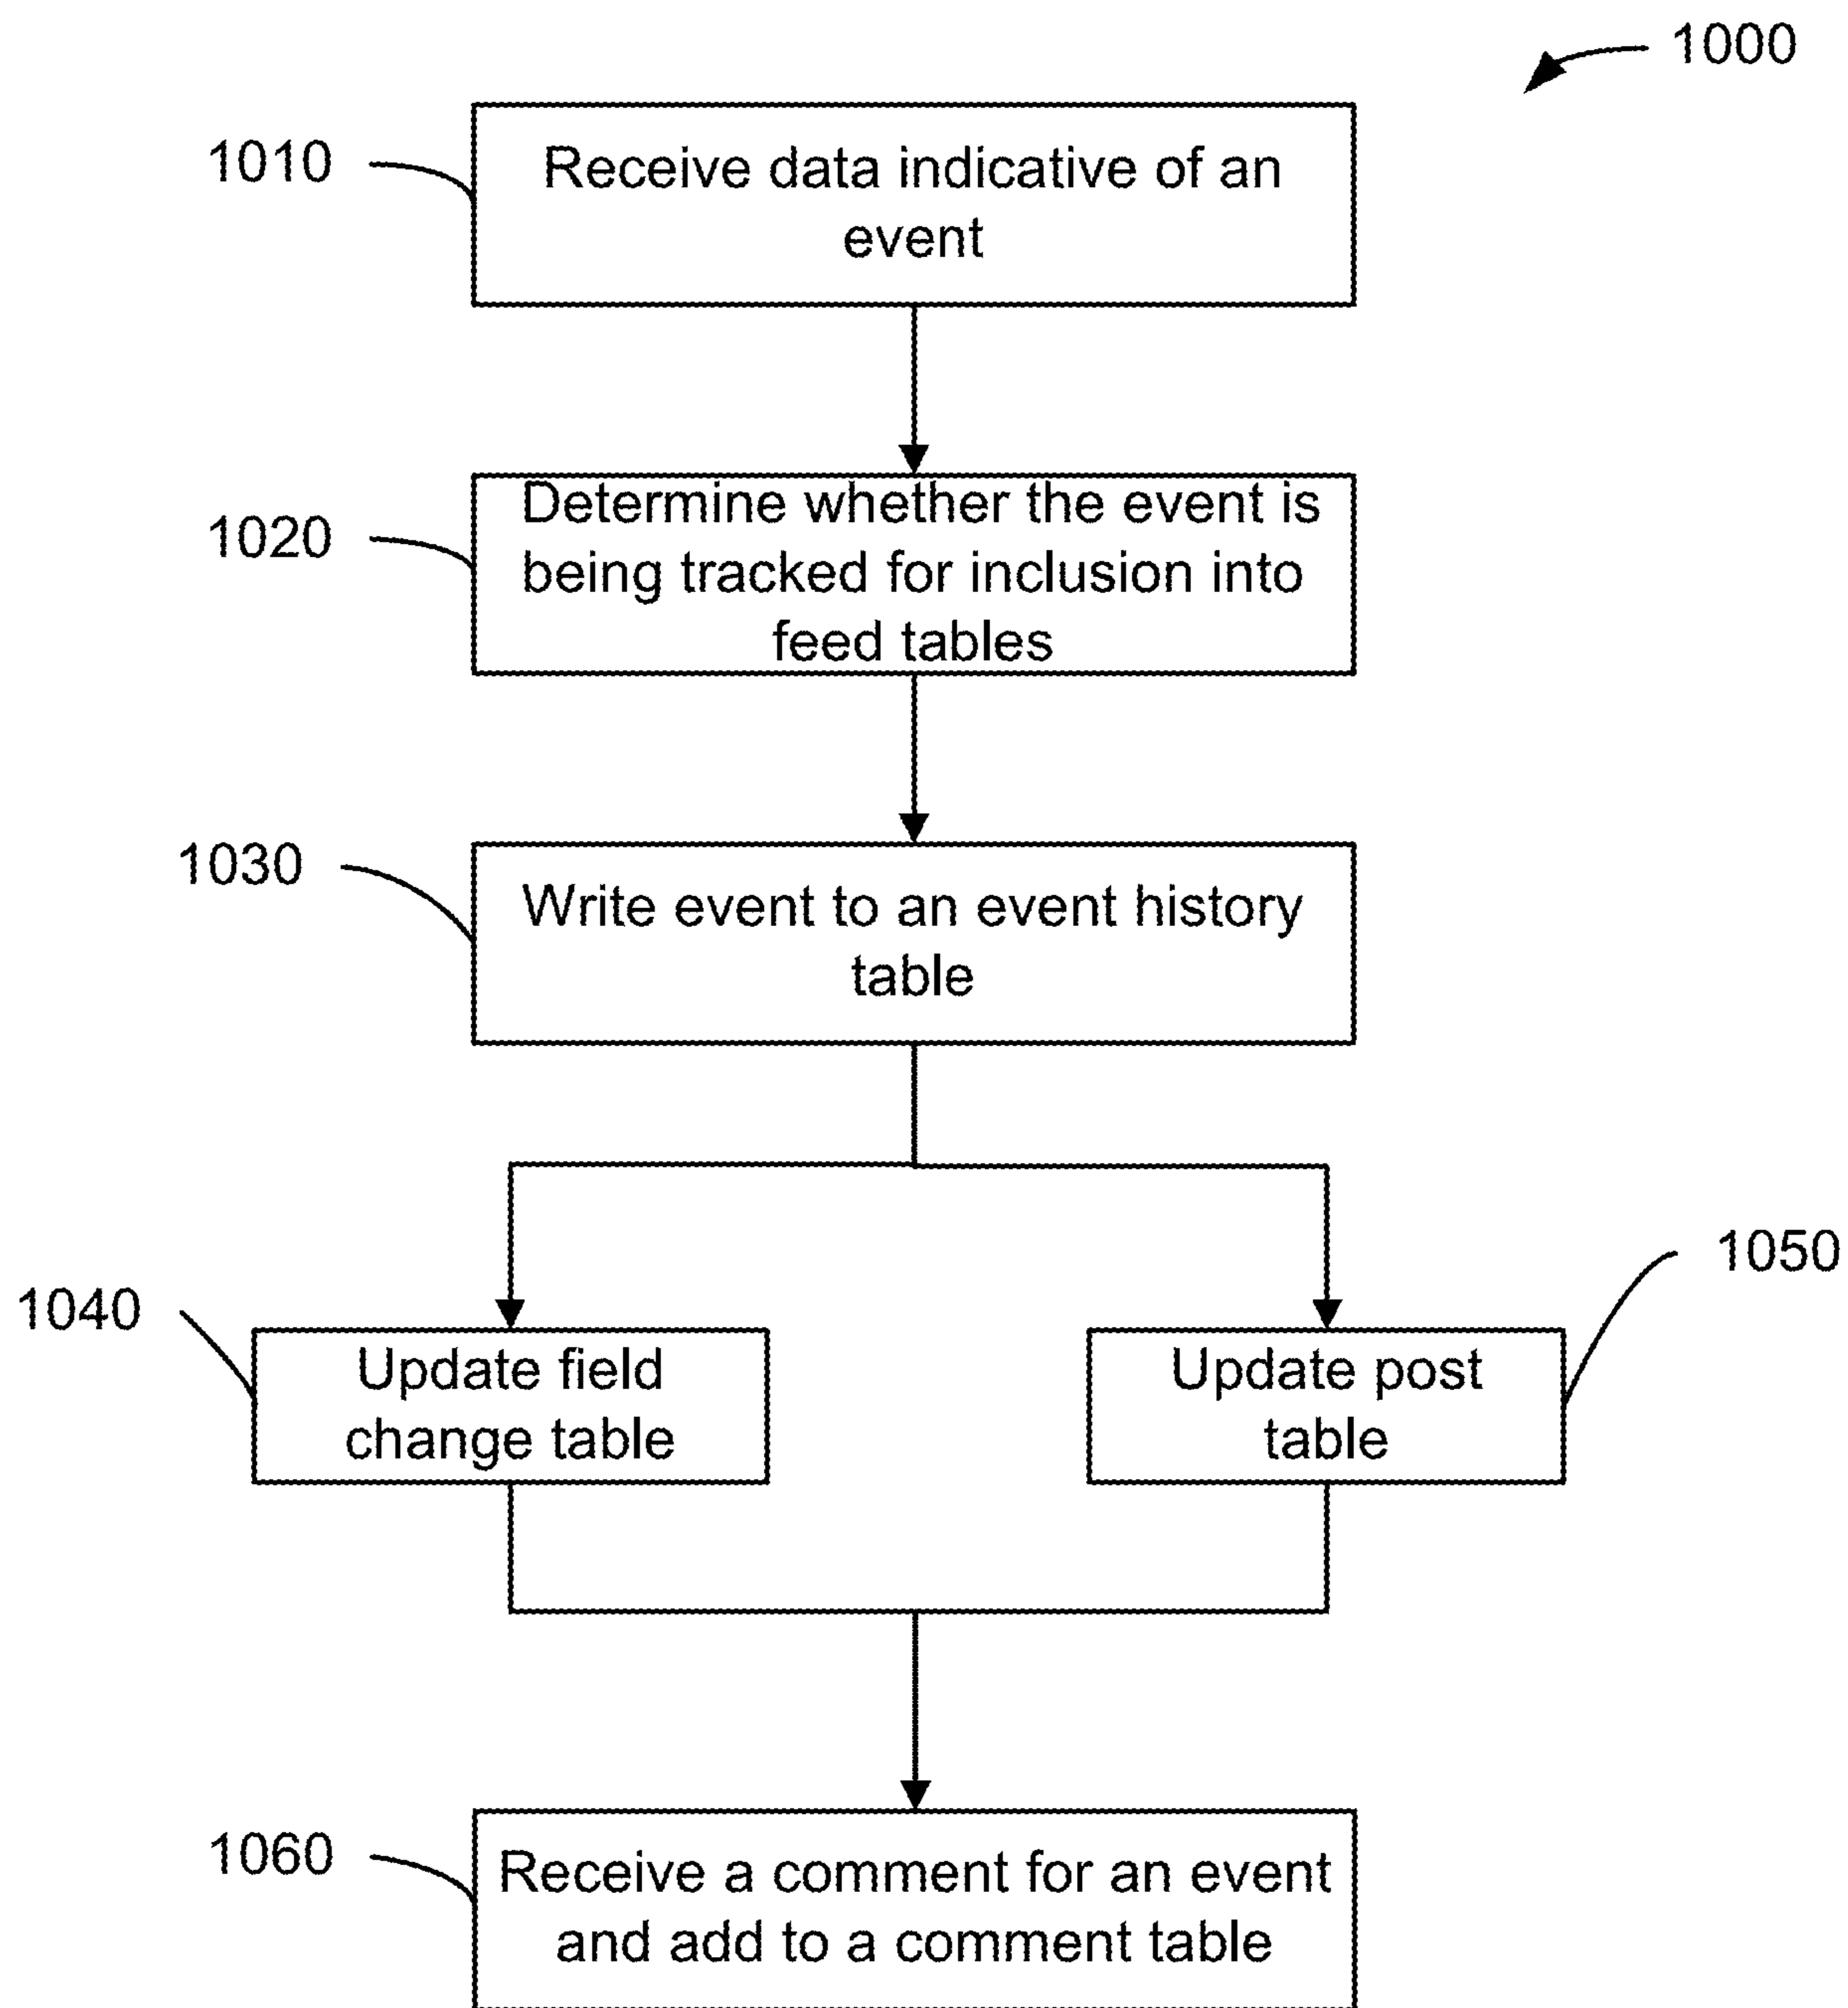 1000
1010
Receive data indicative of an
event
1020
Determine whether the event is
being tracked for inclusion into
feed tables
1030
Write event to an event history
table
1040
Update field
change table
1050
Update post
table
1060
Receive a comment for an event
and add to a comment table